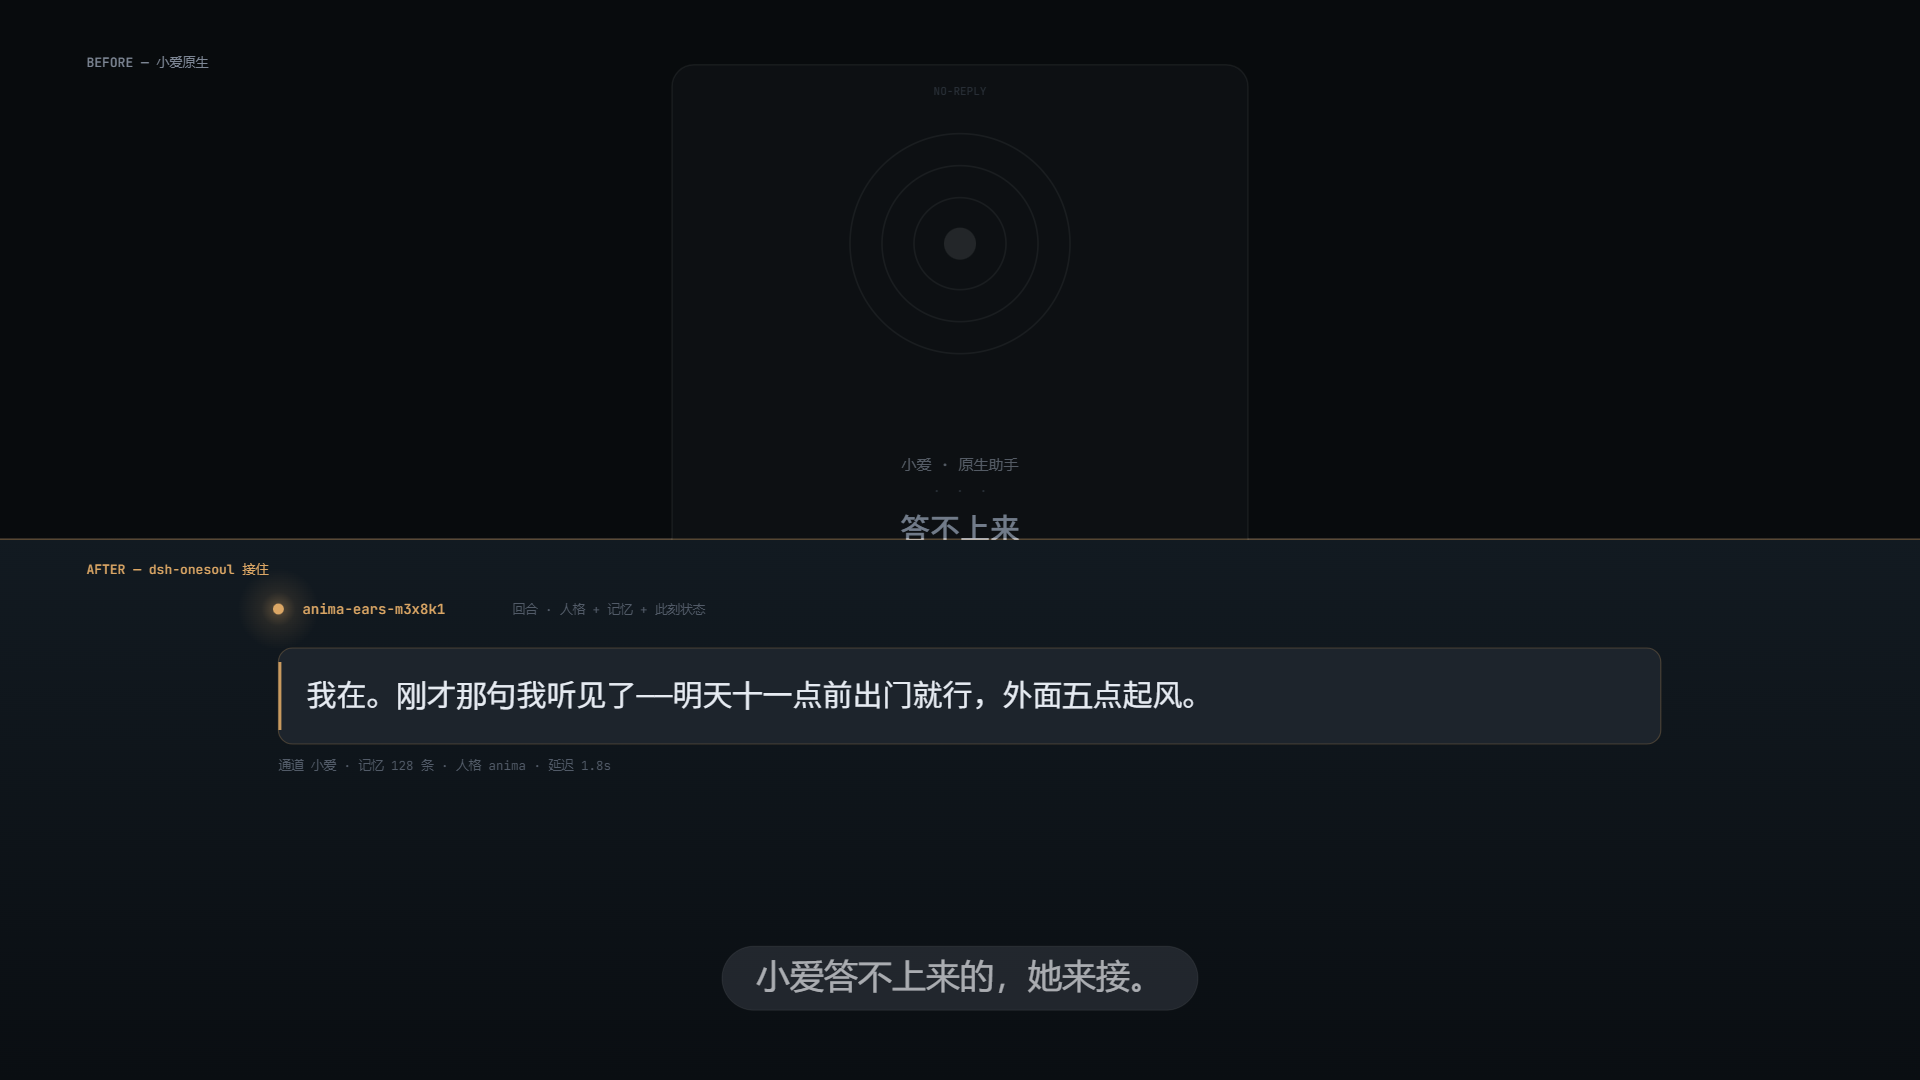 BEFORE — 小爱原生
NO-REPLY
小爱 · 原生助手
· · ·
答不上来
AFTER — dsh-onesoul 接住
anima-ears-m3x8k1 回合 · 人格 + 记忆 + 此刻状态
我在。刚才那句我听见了——明天十一点前出门就行，外面五点起风。
通道 小爱 · 记忆 128 条 · 人格 anima · 延迟 1.8s
小爱答不上来的，她来接。